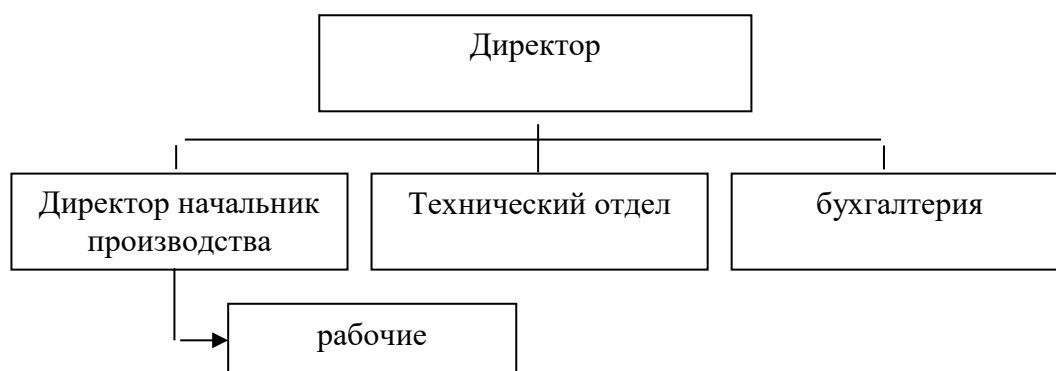 Директор
Директор начальник
производства
Технический отдел
бухгалтерия
рабочие